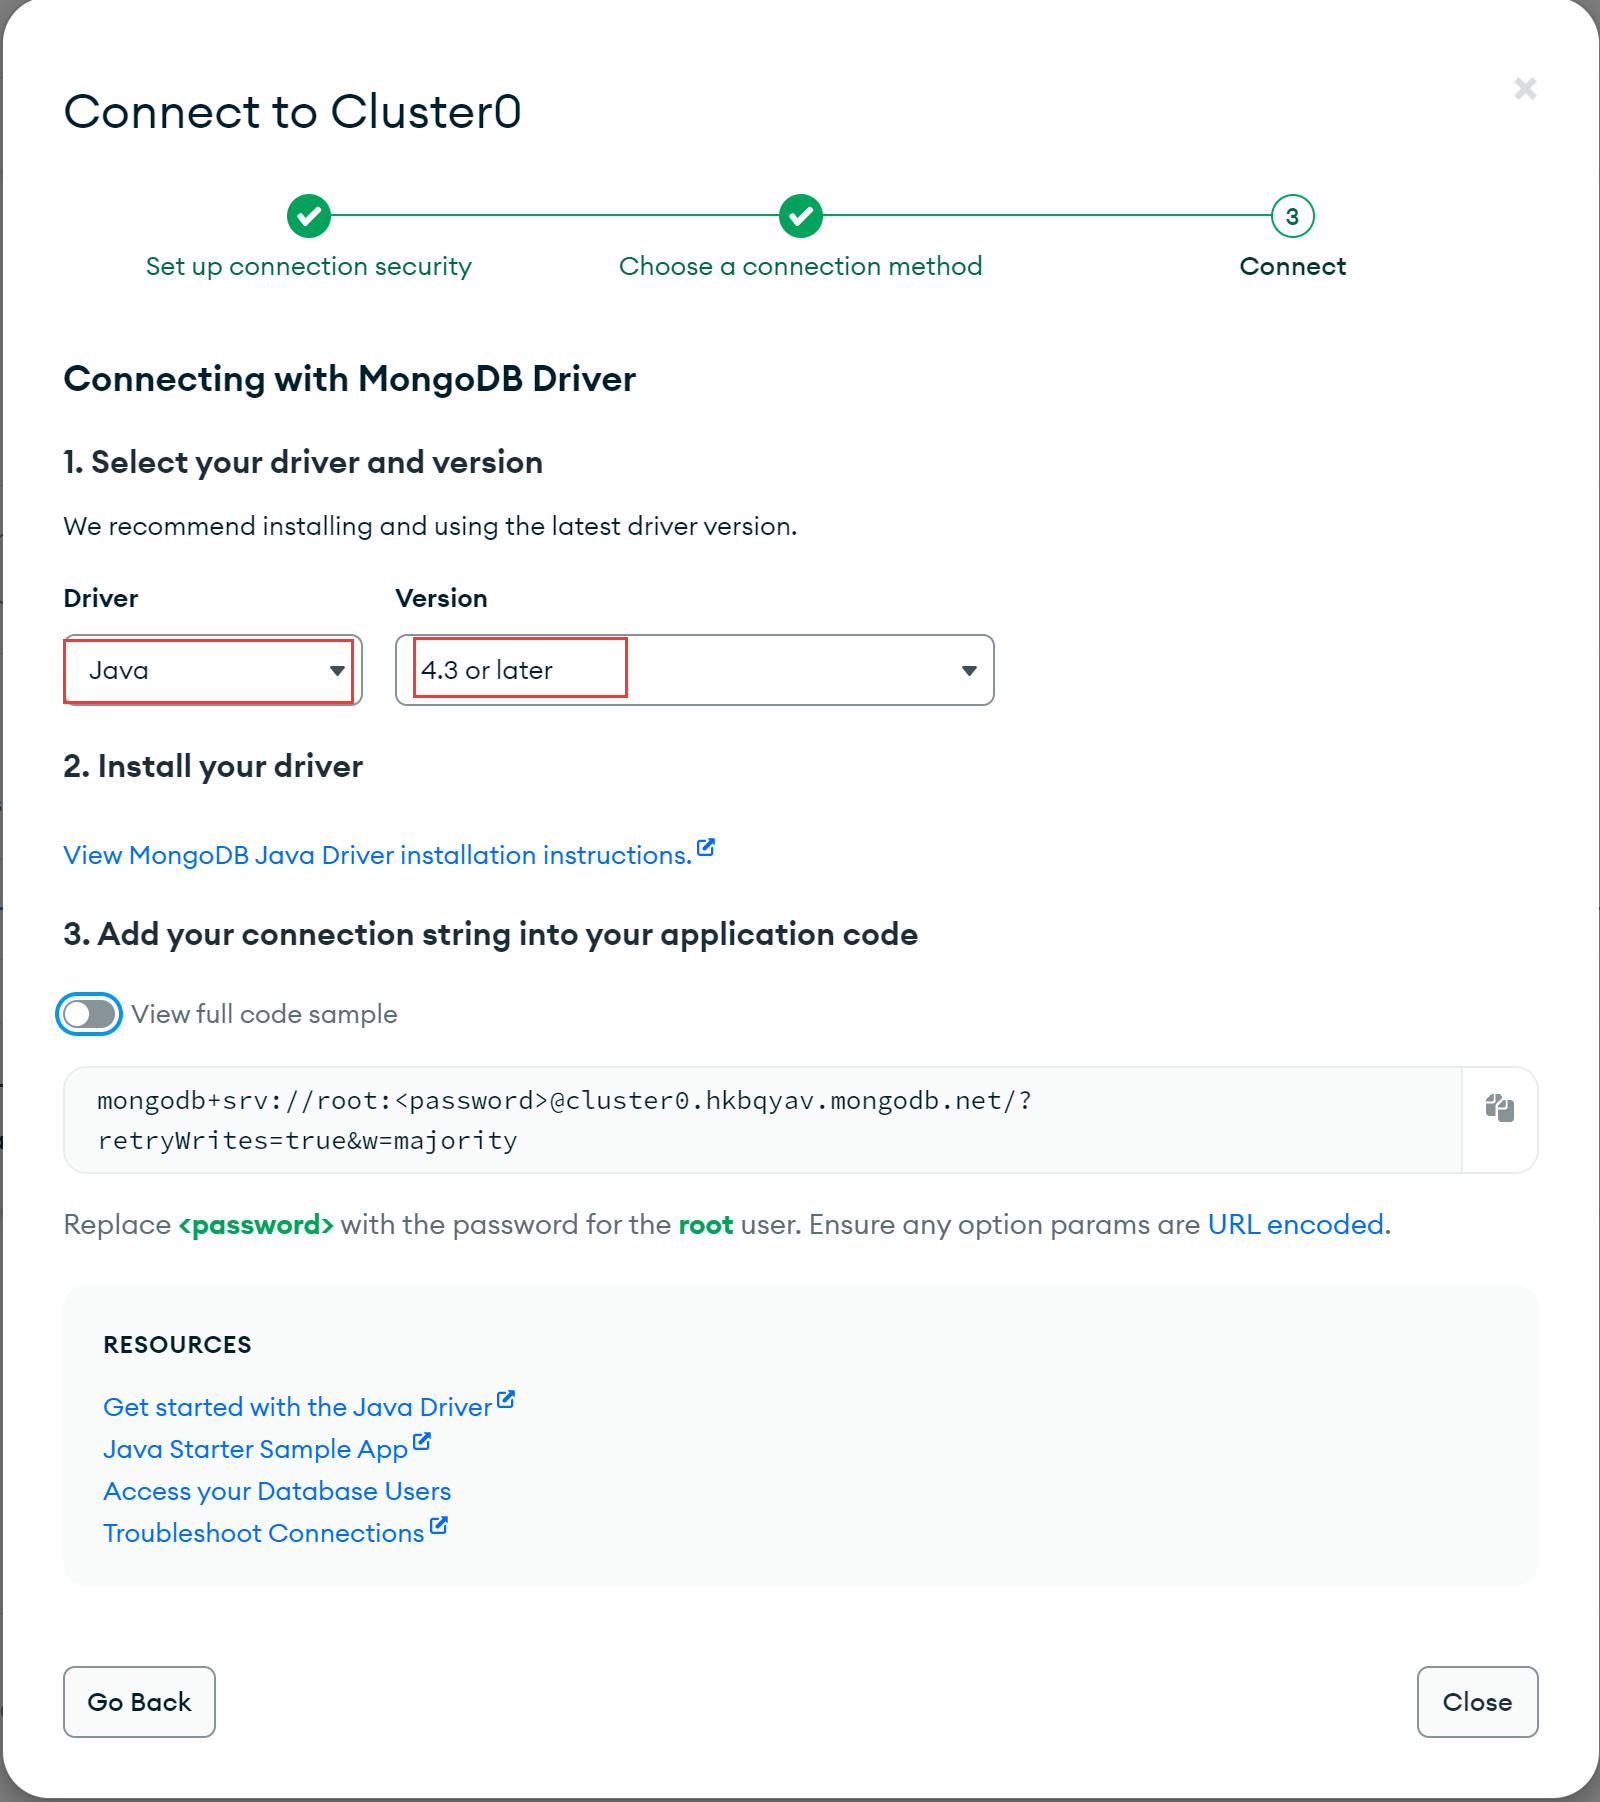 Connect to Cluster0
3
Set up connection security
Choose a connection method
Connect
Connecting with MongoDB Driver
1. Select your driver and version
We recommend installing and using the latest driver version.
Driver
Version
Java
4.3 or later
2. Install your driver
View MongoDB Java Driver installation instructions.
3. Add your connection string into your application code
View full code sample
mongodb+srv://root:<password>@cluster0.hkbqyav.mongodb.net/?
retryWrites=true&w=majority
Replace <password> with the password for the root user. Ensure any option params are URL encoded.
RESOURCES
Get started with the Java Driver
Java Starter Sample App
Access your Database Users
Troubleshoot Connections
Go Back
Close